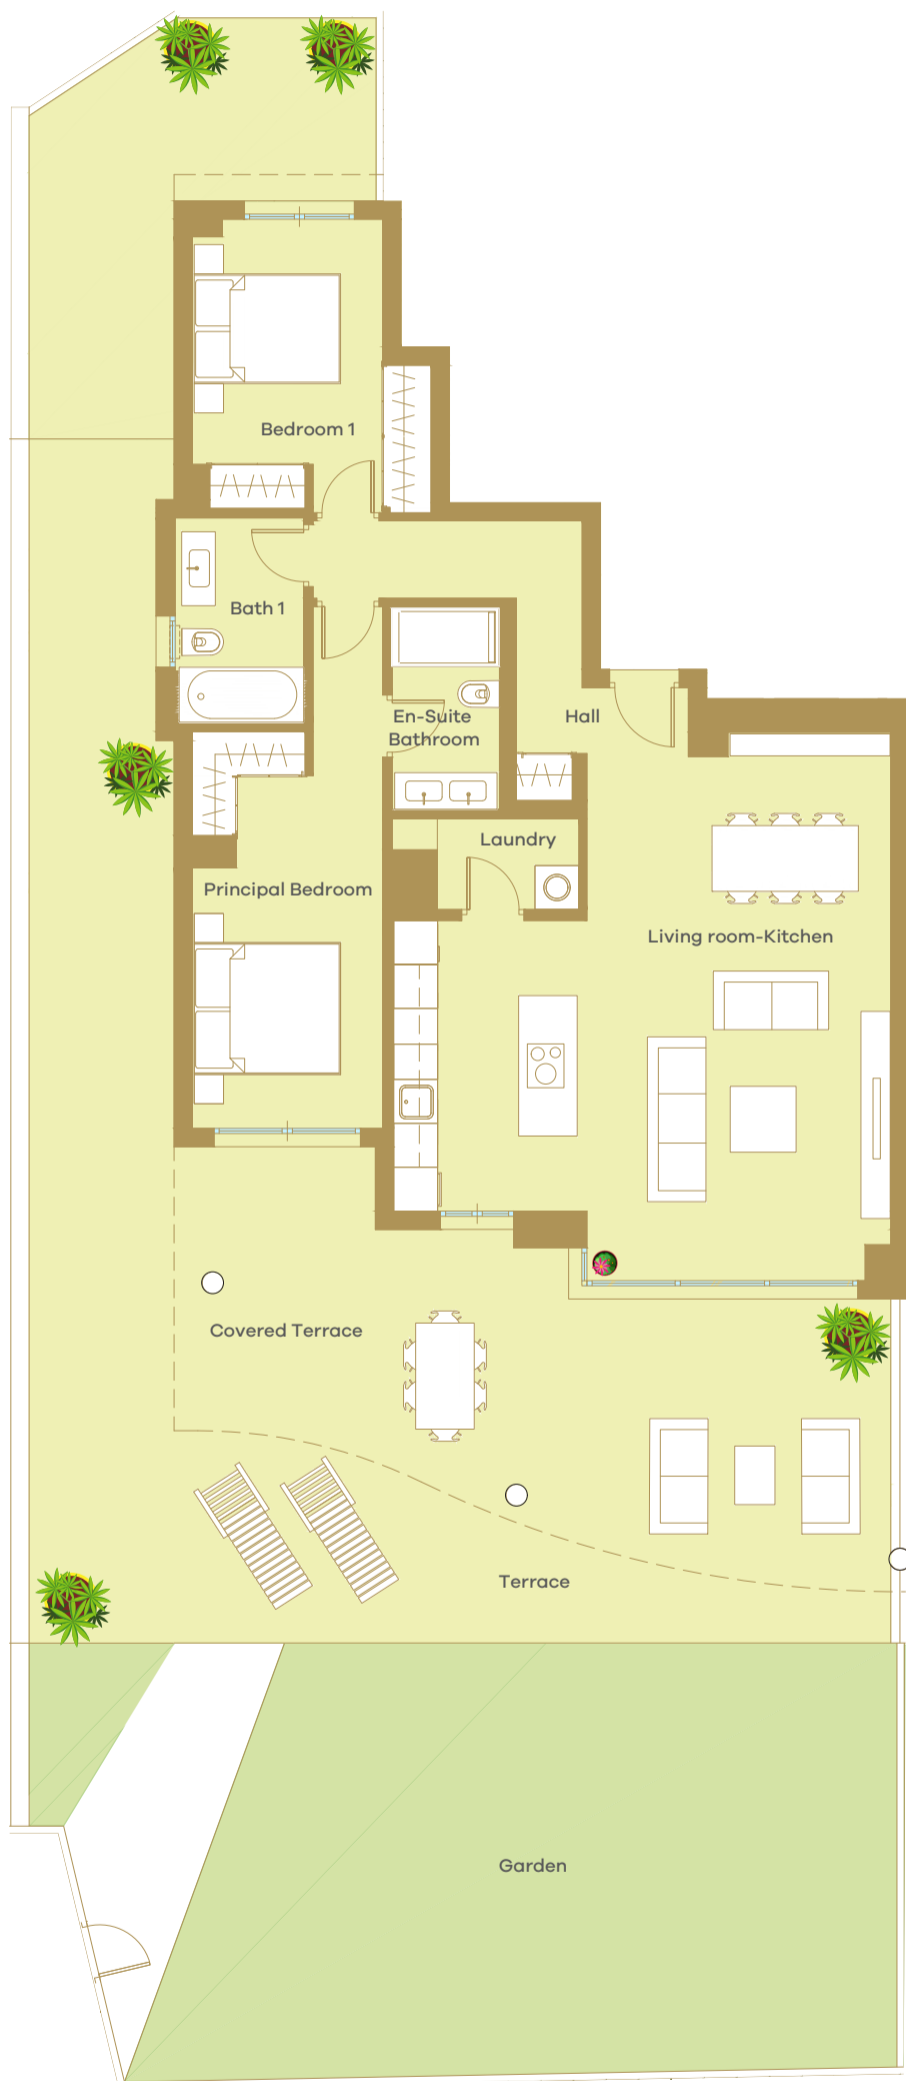 Bedroom 1
Bath 1
En-Suite
Bathroom
Hall
Laundry
Principal Bedroom
Living room-Kitchen
Covered Terrace
Terrace
Garden